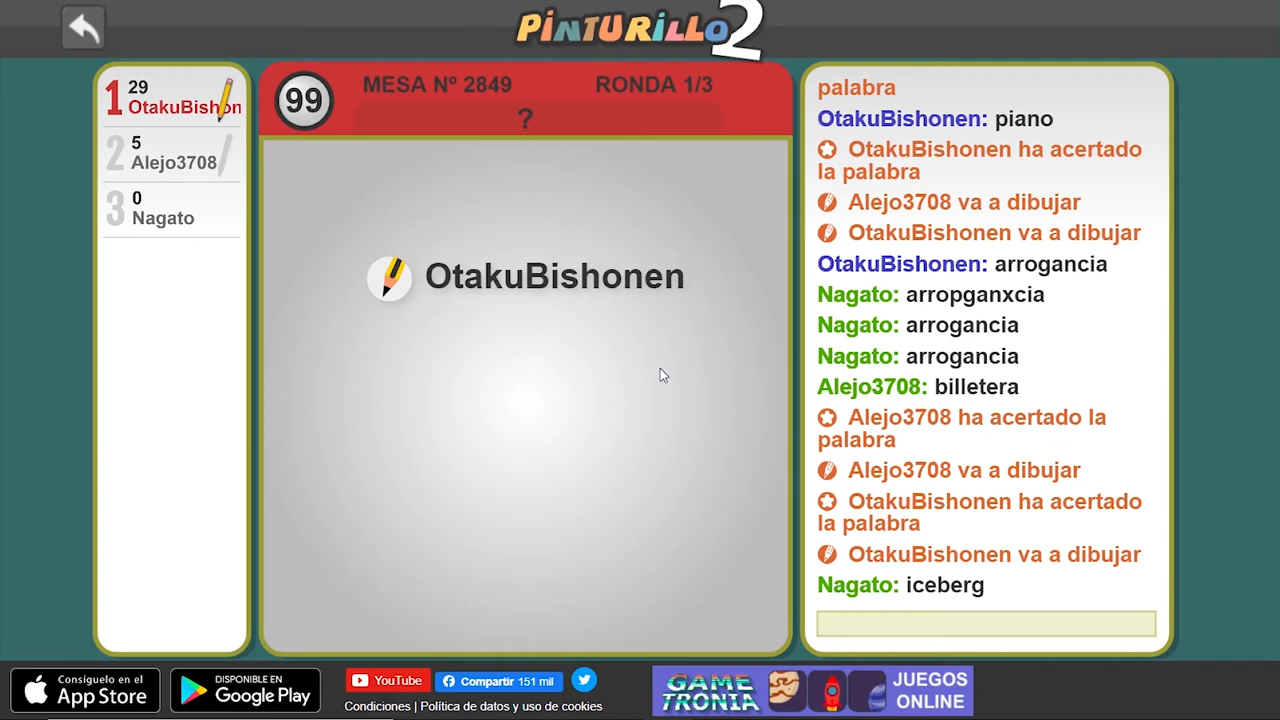 PINTURILLO 2
1 29
OtakuBishon
2 5
Alejo3708
3 0
Nagato
99
MESA Nº 2849
RONDA 1/3
?
OtakuBishonen
palabra
OtakuBishonen: piano
OtakuBishonen ha acertado
la palabra
Alejo3708 va a dibujar
OtakuBishonen va a dibujar
OtakuBishonen: arrogancia
Nagato: arropganxcia
Nagato: arrogancia
Nagato: arrogancia
Alejo3708: billetera
Alejo3708 ha acertado la
palabra
Alejo3708 va a dibujar
OtakuBishonen ha acertado
la palabra
OtakuBishonen va a dibujar
Nagato: iceberg
Consíguelo en el
App Store
DISPONIBLE EN
Google Play
YouTube
Compartir 151 mil
Condiciones | Política de datos y uso de cookies
GAME
TRONIA
JUEGOS
ONLINE